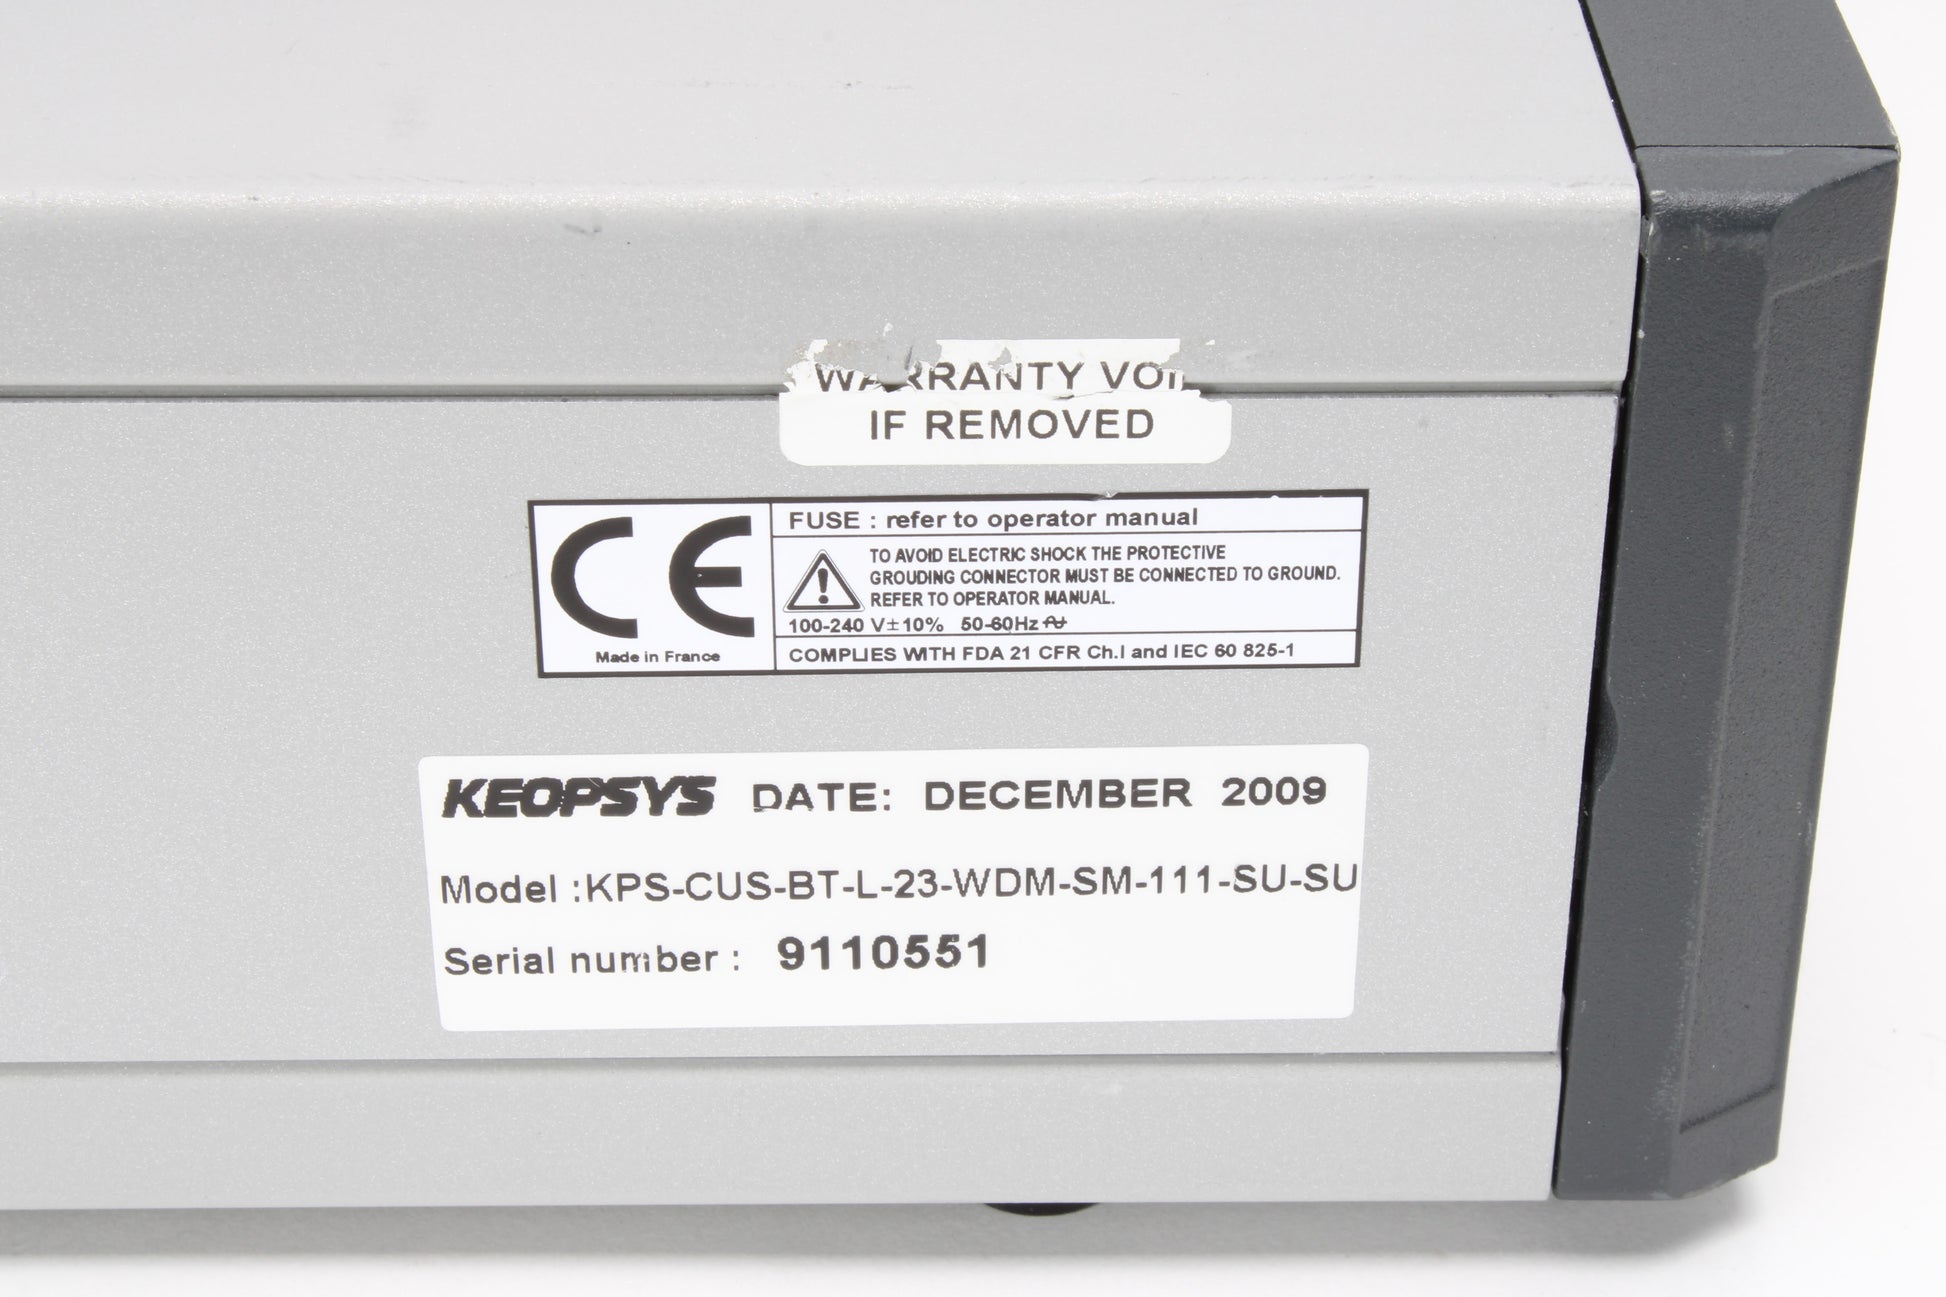 WARRANTY VOI
IF REMOVED
CE
Made in France
FUSE : refer to operator manual
TO AVOID ELECTRIC SHOCK THE PROTECTIVE
GROUDING CONNECTOR MUST BE CONNECTED TO GROUND.
REFER TO OPERATOR MANUAL.
100-240 V±10% 50-60Hz
COMPLIES WITH FDA 21 CFR Ch.I and IEC 60 825-1
KEOPSYS DATE: DECEMBER 2009
Model :KPS-CUS-BT-L-23-WDM-SM-111-SU-SU
Serial number : 9110551